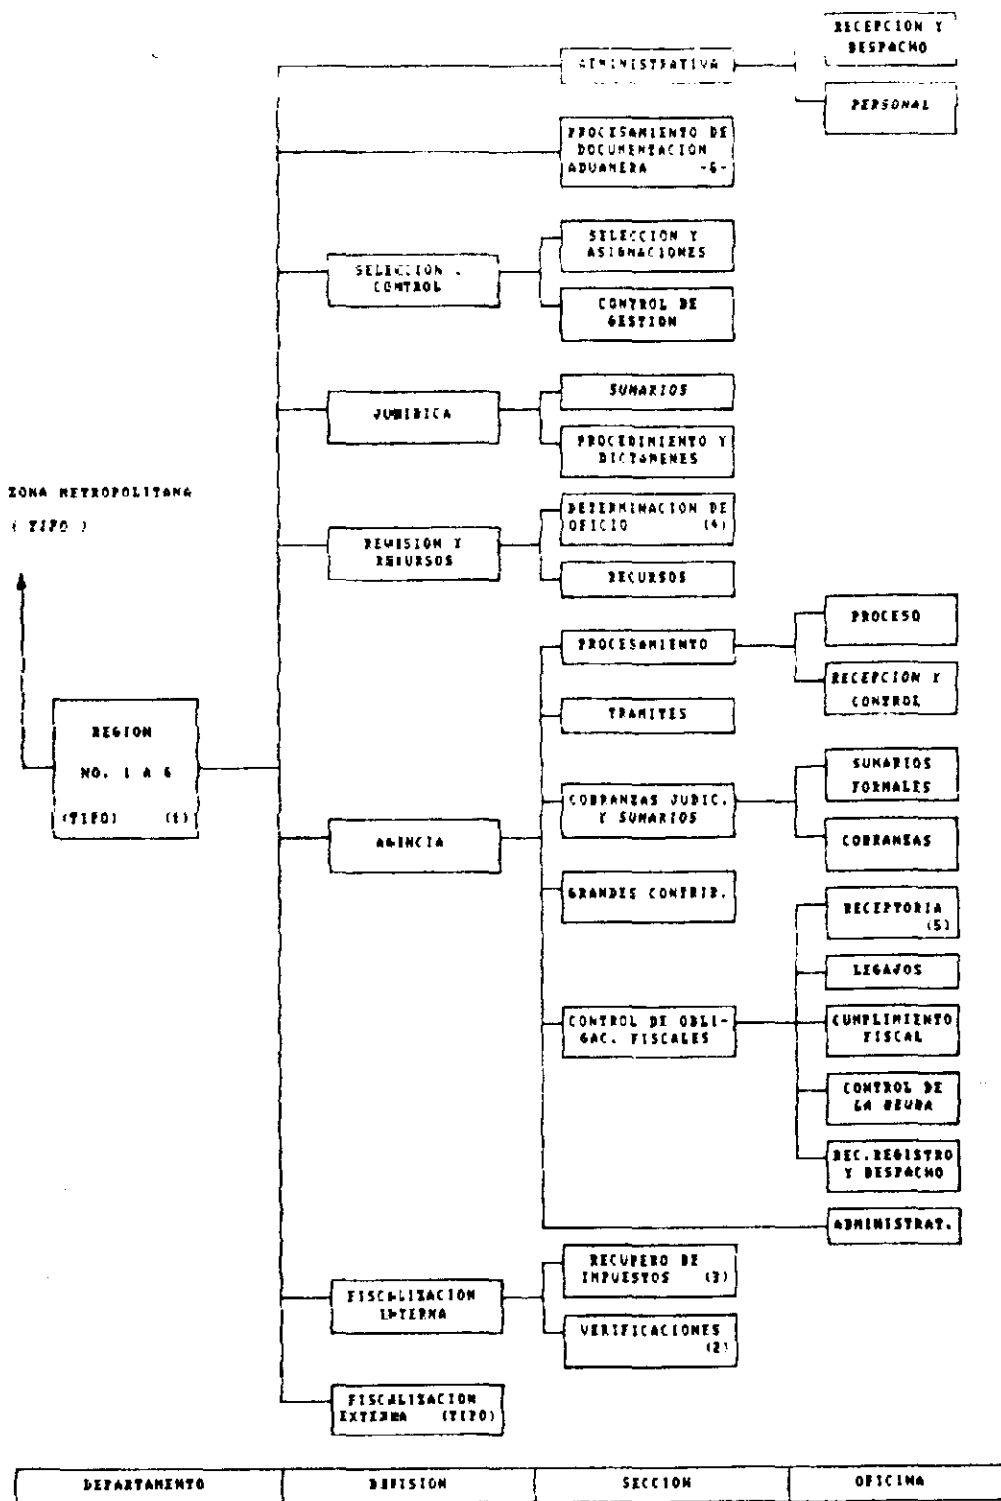 RECEPCION Y
DESPACHO
ADMINISTRATIVA
PERSONAL
PROCESAMIENTO DE
DOCUMENTACION
ADUANERA -6-
SELECCION Y
ASIGNACIONES
SELECCION
CONTROL
CONTROL DE
GESTION
SUMARIOS
JURIDICA
PROCEDIMIENTO Y
DICTAMENES
ZONA METROPOLITANA
( TIPO )
DETERMINACION DE
OFICIO (4)
REVISION Y
RECURSOS
RECURSOS
PROCESO
PROCESAMIENTO
RECEPCION Y
CONTROL
TRAMITES
REGION
NO. 1 A 6
(TIPO) (1)
SUMARIOS
FORMALES
COBRANZAS JUDIC.
Y SUMARIOS
AGENCIA
COBRANZAS
GRANDES CONTRIB.
RECEPTORIA
(5)
LEGAJOS
CONTROL DE OBLI-
GAC. FISCALES
CUMPLIMIENTO
FISCAL
CONTROL DE
LA DEUDA
REC.REGISTRO
Y DESPACHO
ADMINISTRAT.
RECUPERO DE
IMPUESTOS (3)
FISCALIZACION
INTERNA
VERIFICACIONES
(2)
FISCALIZACION
EXTERNA (TIPO)
DEPARTAMENTO DIVISION SECCION OFICINA